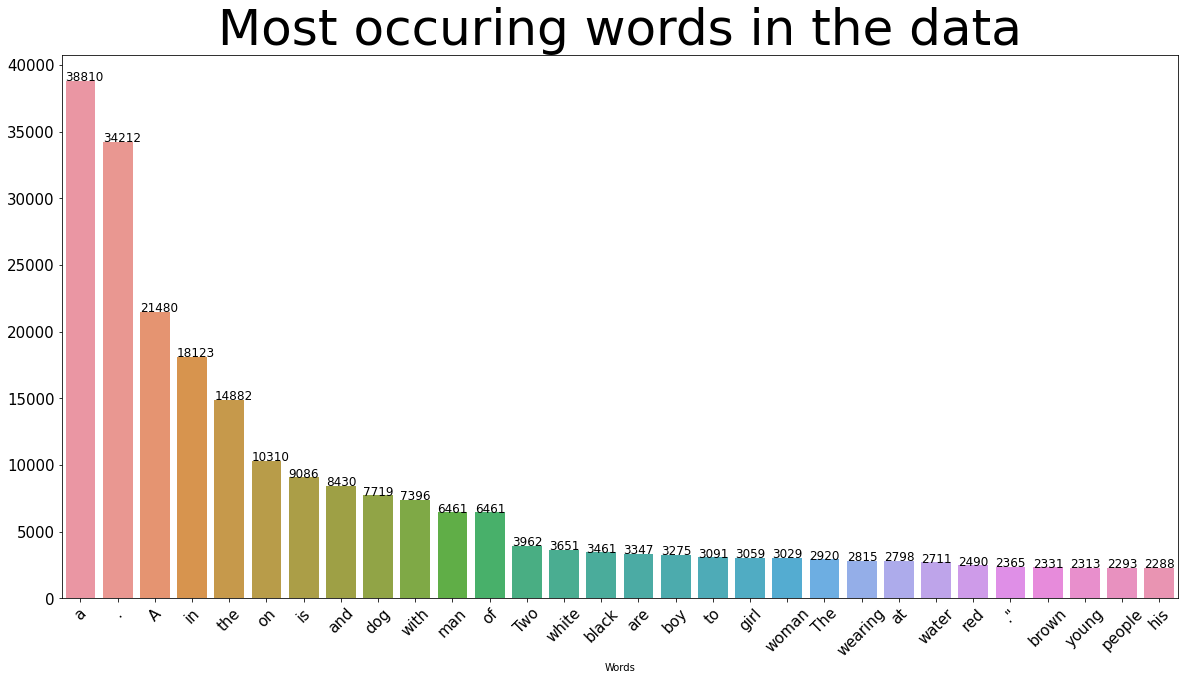 Most occuring words in the data
40000
35000
30000
25000
20000
15000
10000
5000
0
38810
34212
21480
18123
14882
10310
9086
8430
7719
7396
6461
6461
3962
3651
3461
3347
3275
3091
3059
3029
2920
2815
2798
2711
2490
2365
2331
2313
2293
2288
a
.
A
in
the
on
is
and
dog
with
man
of
Two
white
black
are
boy
to
girl
woman
The
wearing
at
water
red
."
brown
young
people
his
Words